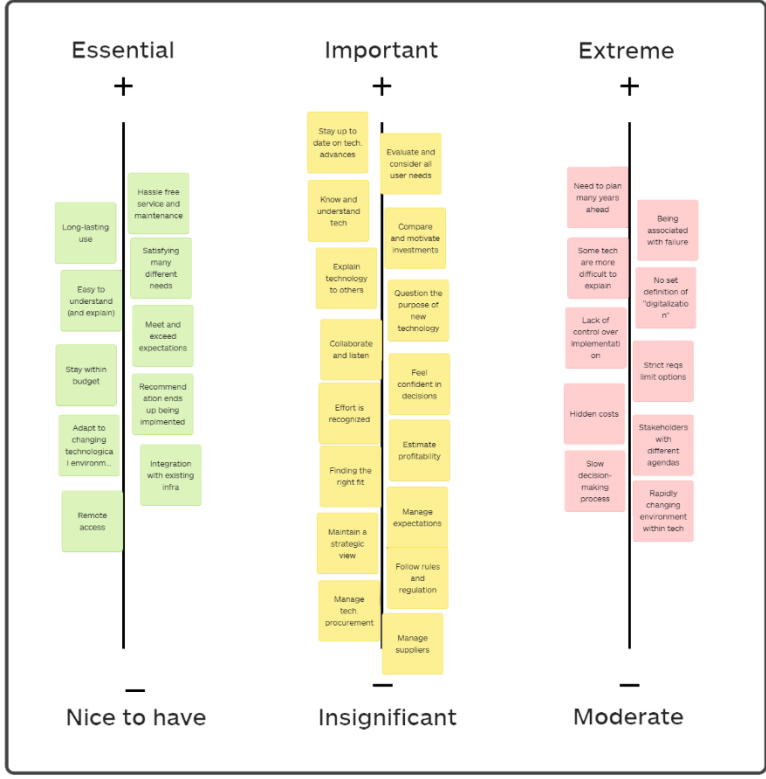 Essential
+
Hassle free
service and
maintenance
Long-lasting
use
Satisfying
many
different
needs
Easy to
understand
(and explain)
Meet and
exceed
expectations
Stay within
budget
Recommend
ation ends
up being
implmented
Adapt to
changing
technologica
l environm...
Integration
with existing
infra
Remote
access
–
Nice to have
Important
+
Stay up to
date on tech.
advances
Evaluate and
consider all
user needs
Know and
understand
tech
Compare
and motivate
investments
Explain
technology
to others
Question the
purpose of
new
technology
Collaborate
and listen
Feel
confident in
decisions
Effort is
recognized
Estimate
profitability
Finding the
right fit
Manage
expectations
Maintain a
strategic
view
Follow rules
and
regulation
Manage
tech.
procurement
Manage
suppliers
–
Insignificant
Extreme
+
Need to plan
many years
ahead
Being
associated
with failure
Some tech
are more
difficult to
explain
No set
definition of
"digitalizatio
n"
Lack of
control over
implementati
on
Strict reqs
limit options
Hidden costs
Stakeholders
with
different
agendas
Slow
decision-
making
process
Rapidly
changing
environment
within tech
–
Moderate